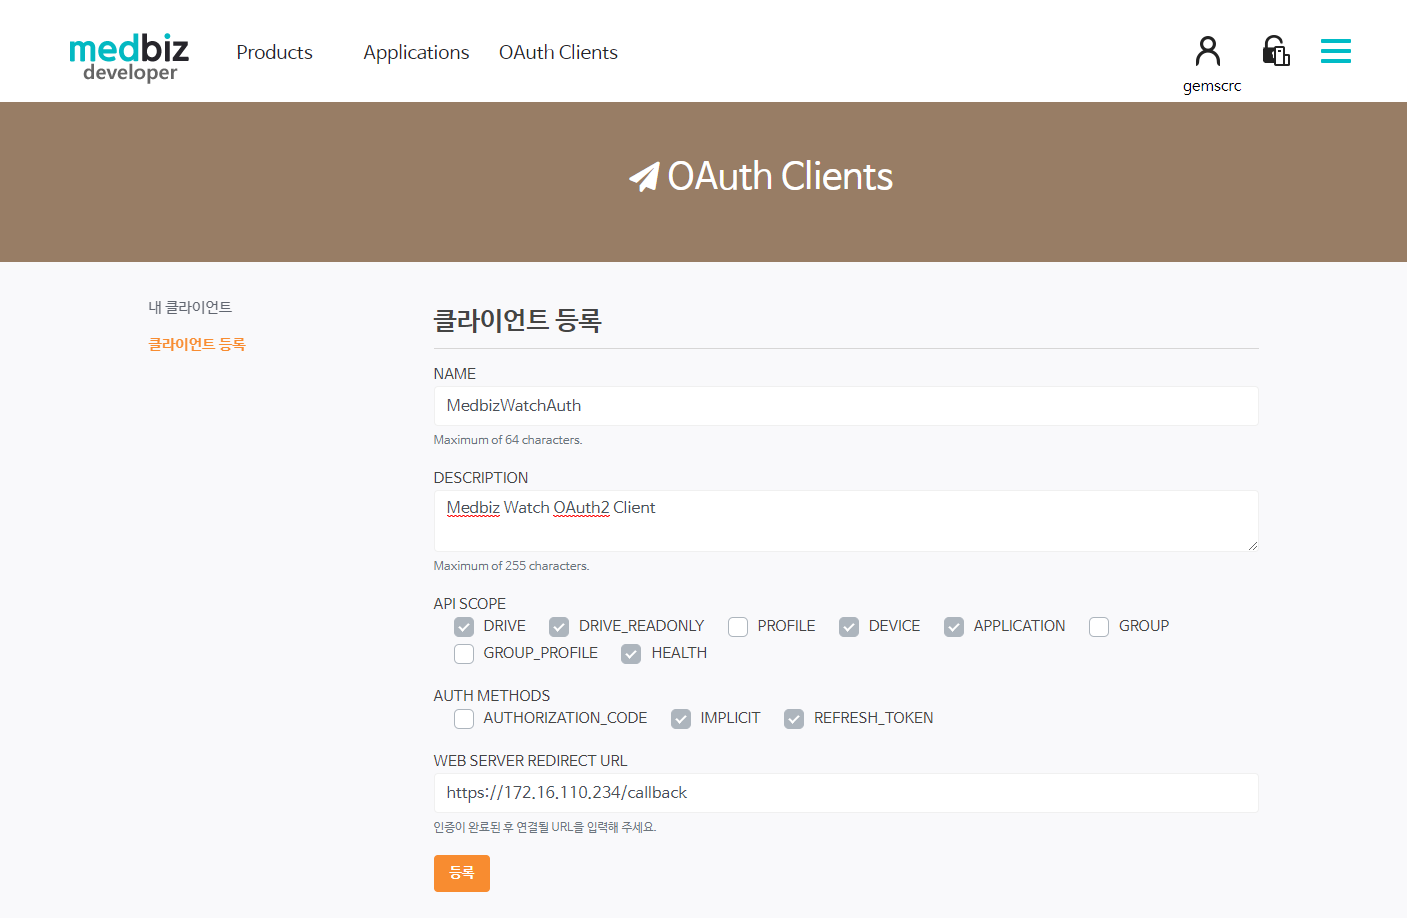 medbiz
developer
Products Applications OAuth Clients
gemscrc
OAuth Clients
내 클라이언트
클라이언트 등록
클라이언트 등록
NAME
MedbizWatchAuth
Maximum of 64 characters.
DESCRIPTION
Medbiz Watch OAuth2 Client
Maximum of 255 characters.
API SCOPE
DRIVE DRIVE_READONLY PROFILE DEVICE APPLICATION GROUP
GROUP_PROFILE HEALTH
AUTH METHODS
AUTHORIZATION_CODE IMPLICIT REFRESH_TOKEN
WEB SERVER REDIRECT URL
https://172.16.110.234/callback
인증이 완료된 후 연결될 URL을 입력해 주세요.
등록